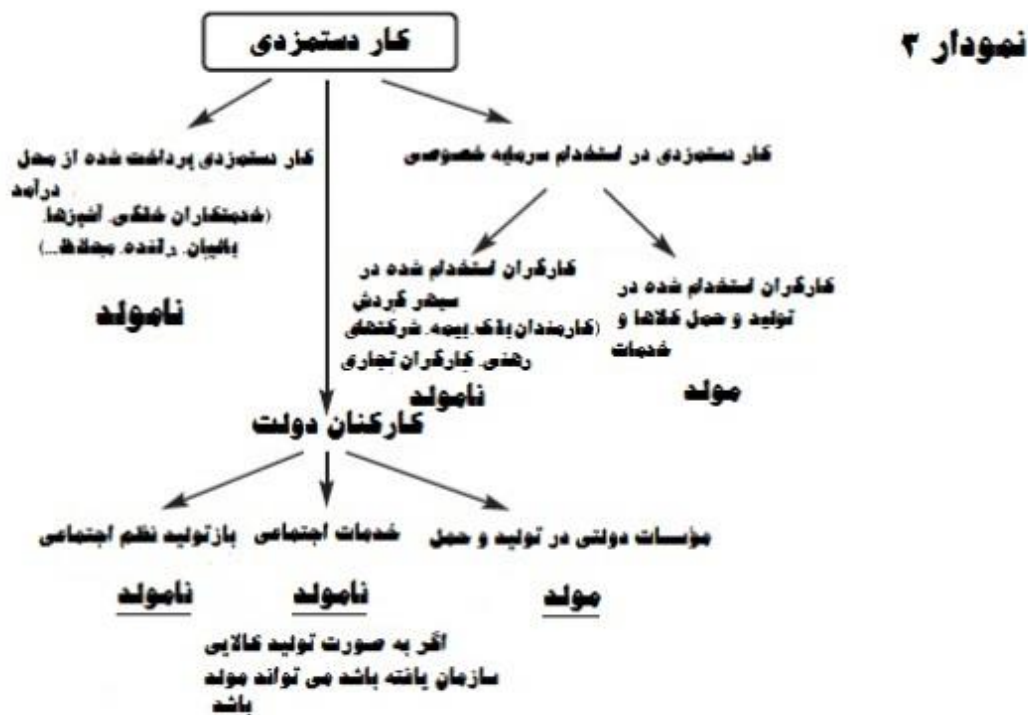 نمودار ۳
کار دستمزدی
کار دستمزدی در استخدام سرمایه خصوصی
کار دستمزدی پرداخت شده از محل
درآمد
(خدمتکاران خانگی، آشپزها،
باغبان، راننده، محافظ...)
نامولد
کارگران استخدام شده در
تولید و حمل کالاها و
خدمات
مولد
کارگران استخدام شده در
سپهر گردش
(کارمندان بانک، بیمه، شرکتهای
رهنی، کارگران تجاری
نامولد
کارکنان دولت
مؤسسات دولتی در تولید و حمل
مولد
خدمات اجتماعی
نامولد
اگر به صورت تولید کالایی
سازمان یافته باشد می تواند مولد
باشد
بازتولید نظم اجتماعی
نامولد